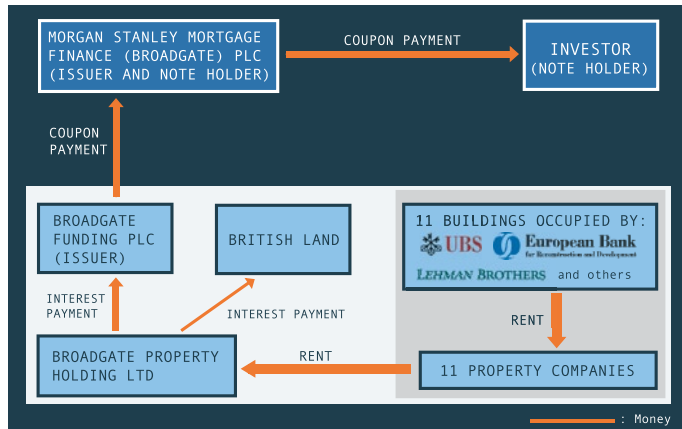 MORGAN STANLEY MORTGAGE
FINANCE (BROADGATE) PLC
(ISSUER AND NOTE HOLDER)
COUPON PAYMENT
INVESTOR
(NOTE HOLDER)
COUPON
PAYMENT
BROADGATE
FUNDING PLC
(ISSUER)
BRITISH LAND
11 BUILDINGS OCCUPIED BY:
UBS
European Bank
for Reconstruction and Development
LEHMAN BROTHERS and others
INTEREST
PAYMENT
INTEREST PAYMENT
RENT
BROADGATE PROPERTY
HOLDING LTD
RENT
11 PROPERTY COMPANIES
: Money